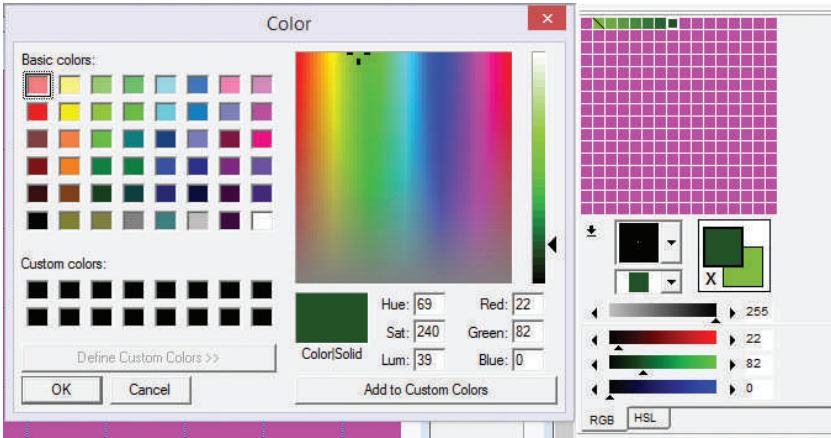 Color
Basic colors:
Custom colors:
Define Custom Colors >>
OK Cancel
Color|Solid
Hue: 69 Red: 22
Sat: 240 Green: 82
Lum: 39 Blue: 0
Add to Custom Colors
X
255
22
82
0
RGB HSL